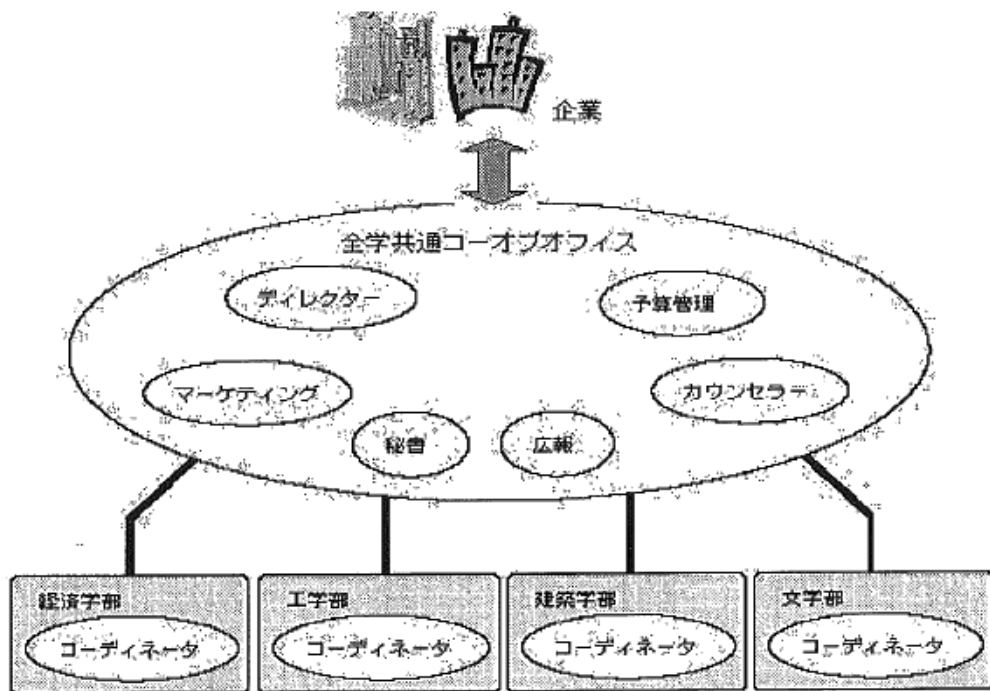 企業
全学共通コーオプオフィス
ディレクター
予算管理
マーケティング
カウンセラー
秘書
広報
経済学部
工学部
建築学部
文学部
コーディネータ
コーディネータ
コーディネータ
コーディネータ